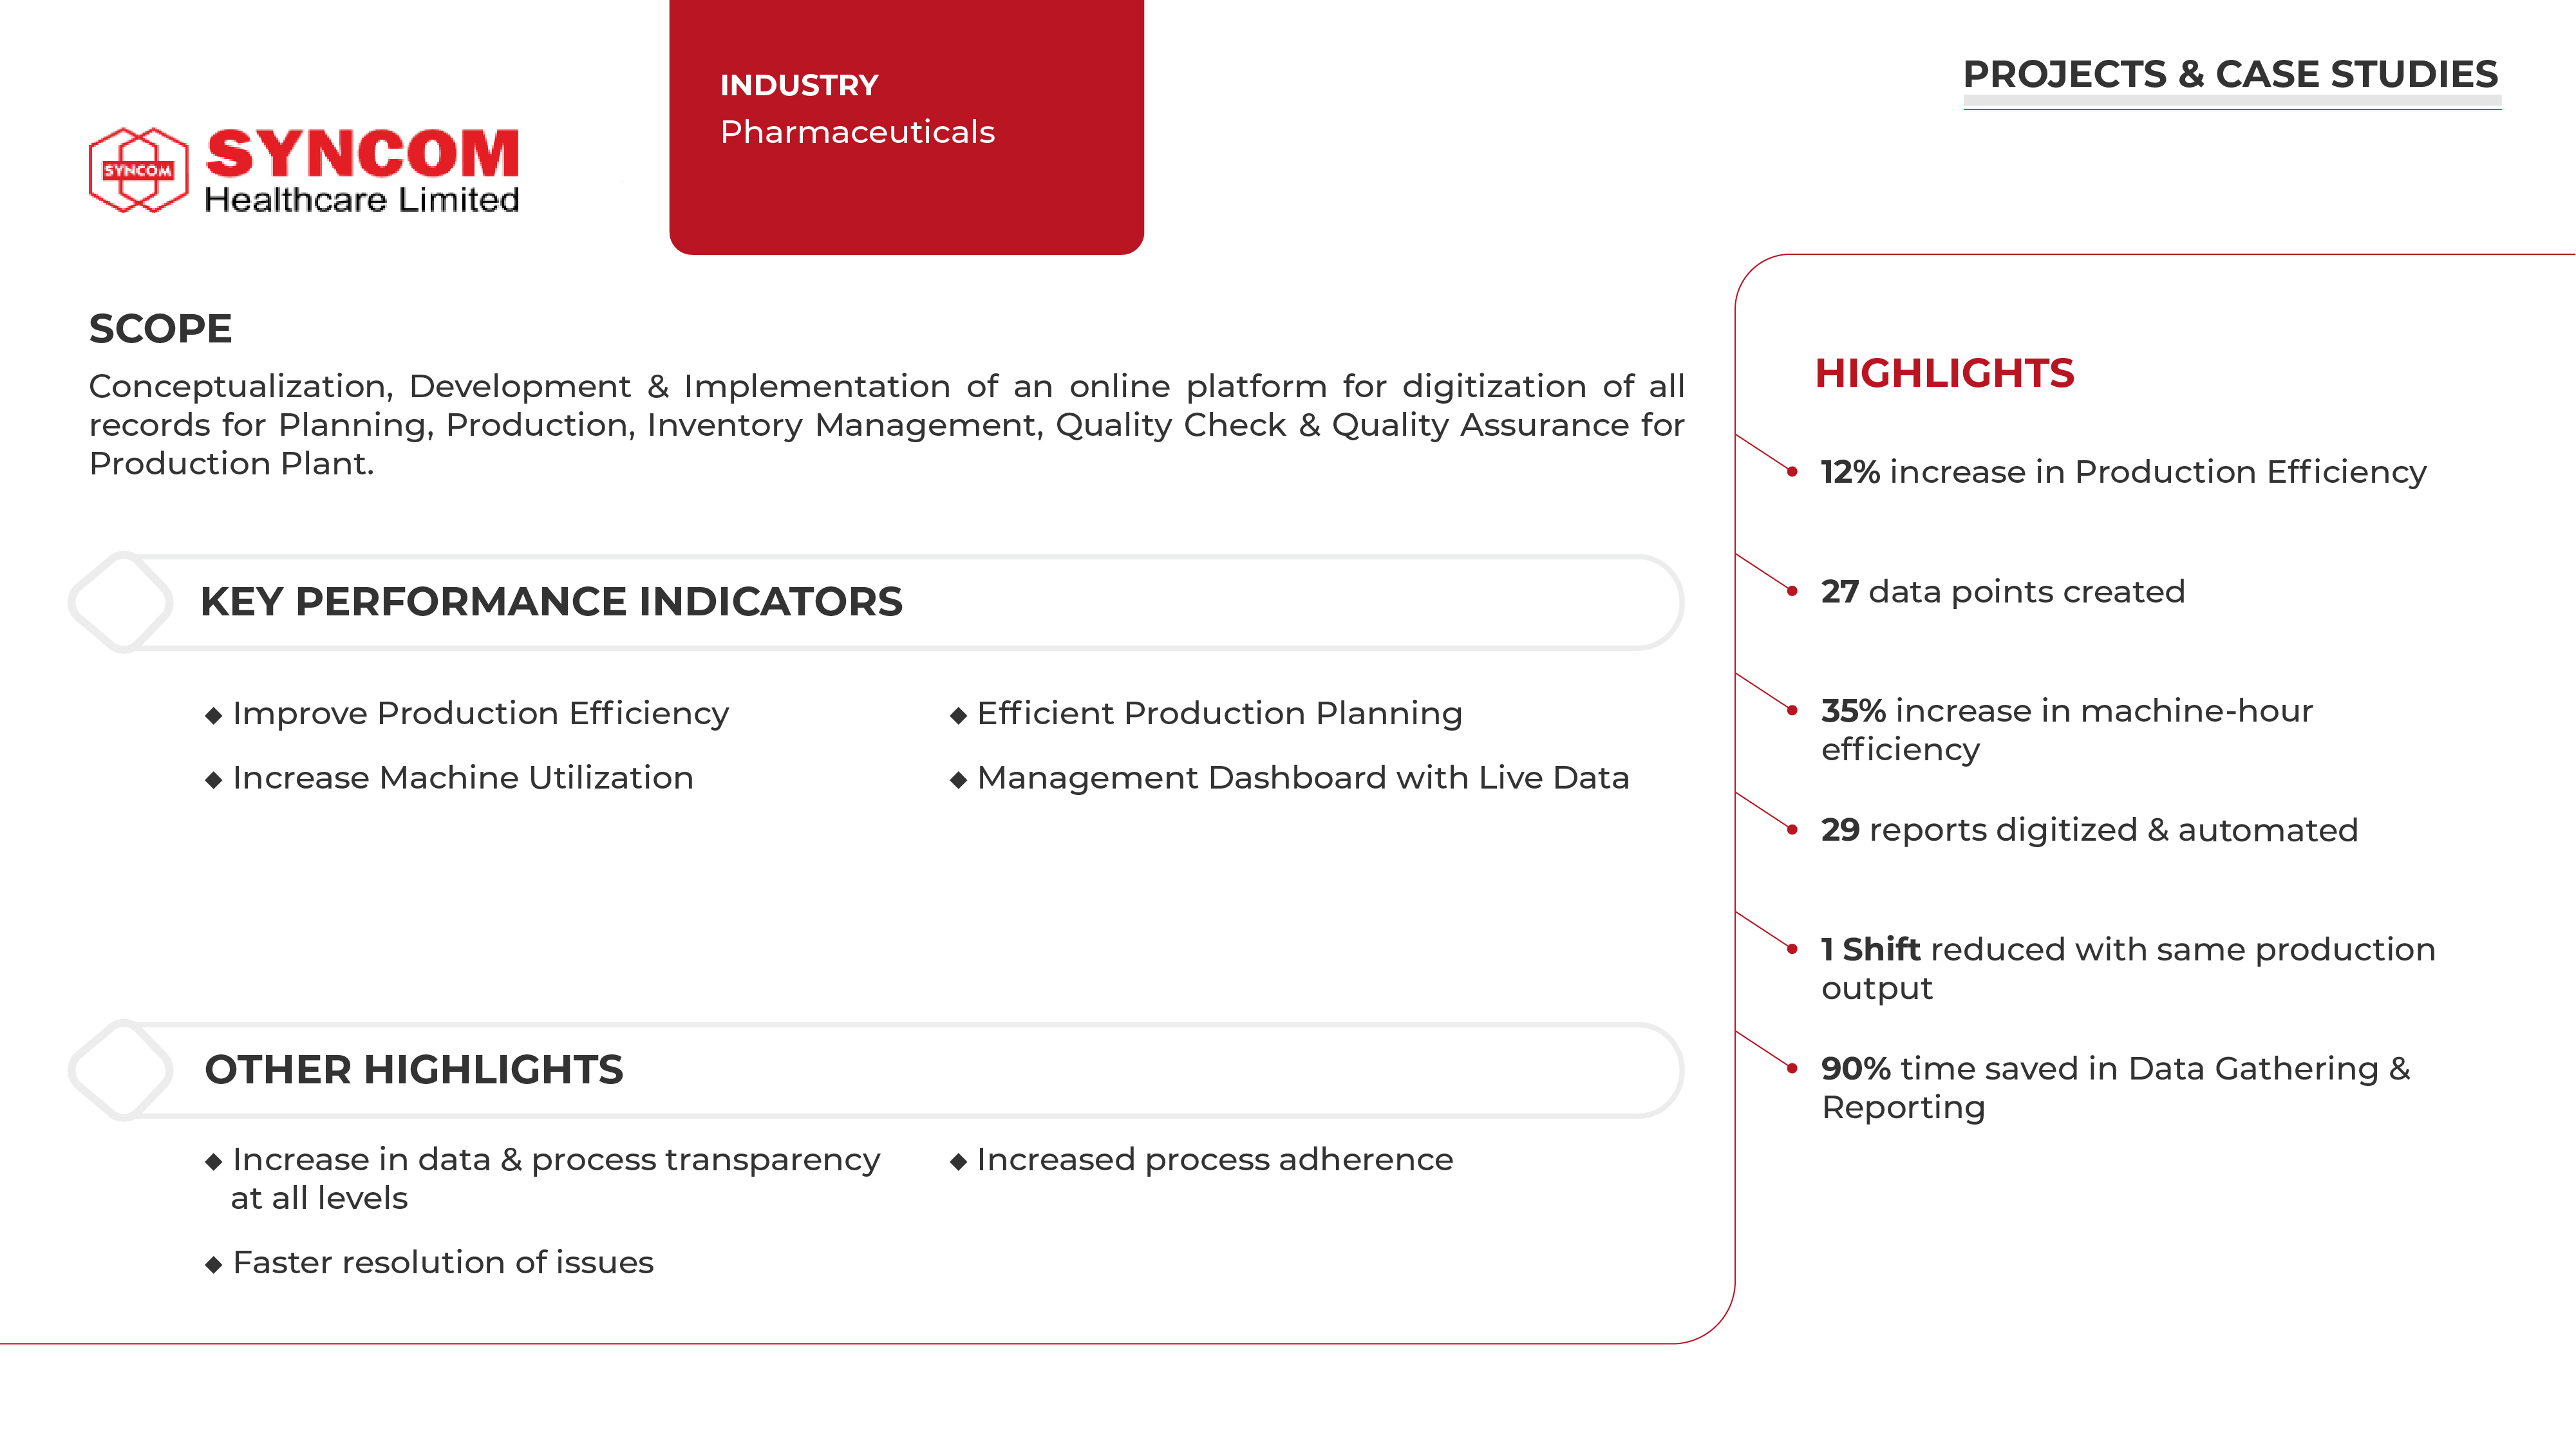 SYNCOM
SYNCOM
Healthcare Limited
INDUSTRY
Pharmaceuticals
PROJECTS & CASE STUDIES
SCOPE
Conceptualization, Development & Implementation of an online platform for digitization of all
records for Planning, Production, Inventory Management, Quality Check & Quality Assurance for
Production Plant.
KEY PERFORMANCE INDICATORS
◆ Improve Production Efficiency
◆ Increase Machine Utilization
◆ Efficient Production Planning
◆ Management Dashboard with Live Data
OTHER HIGHLIGHTS
◆ Increase in data & process transparency
at all levels
◆ Faster resolution of issues
◆ Increased process adherence
HIGHLIGHTS
12% increase in Production Efficiency
27 data points created
35% increase in machine-hour
efficiency
29 reports digitized & automated
1 Shift reduced with same production
output
90% time saved in Data Gathering &
Reporting